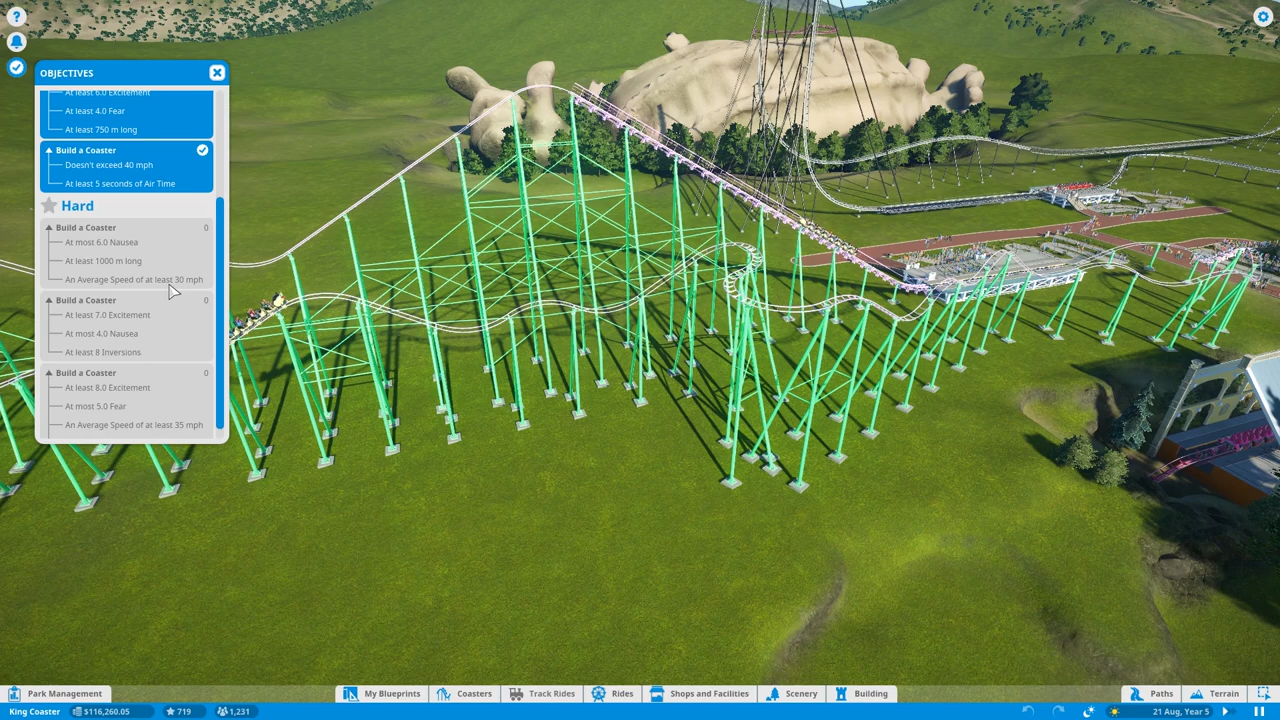 ?
OBJECTIVES
At least 6.0 Excitement
At least 4.0 Fear
At least 750 m long
Build a Coaster
Doesn't exceed 40 mph
At least 5 seconds of Air Time
Hard
Build a Coaster 0
At most 6.0 Nausea
At least 1000 m long
An Average Speed of at least 30 mph
Build a Coaster 0
At least 7.0 Excitement
At most 4.0 Nausea
At least 8 Inversions
Build a Coaster 0
At least 8.0 Excitement
At most 5.0 Fear
An Average Speed of at least 35 mph
Park Management My Blueprints Coasters Track Rides Rides Shops and Facilities Scenery Building Paths Terrain
King Coaster $116,260.05 719 1,231 21 Aug, Year 5